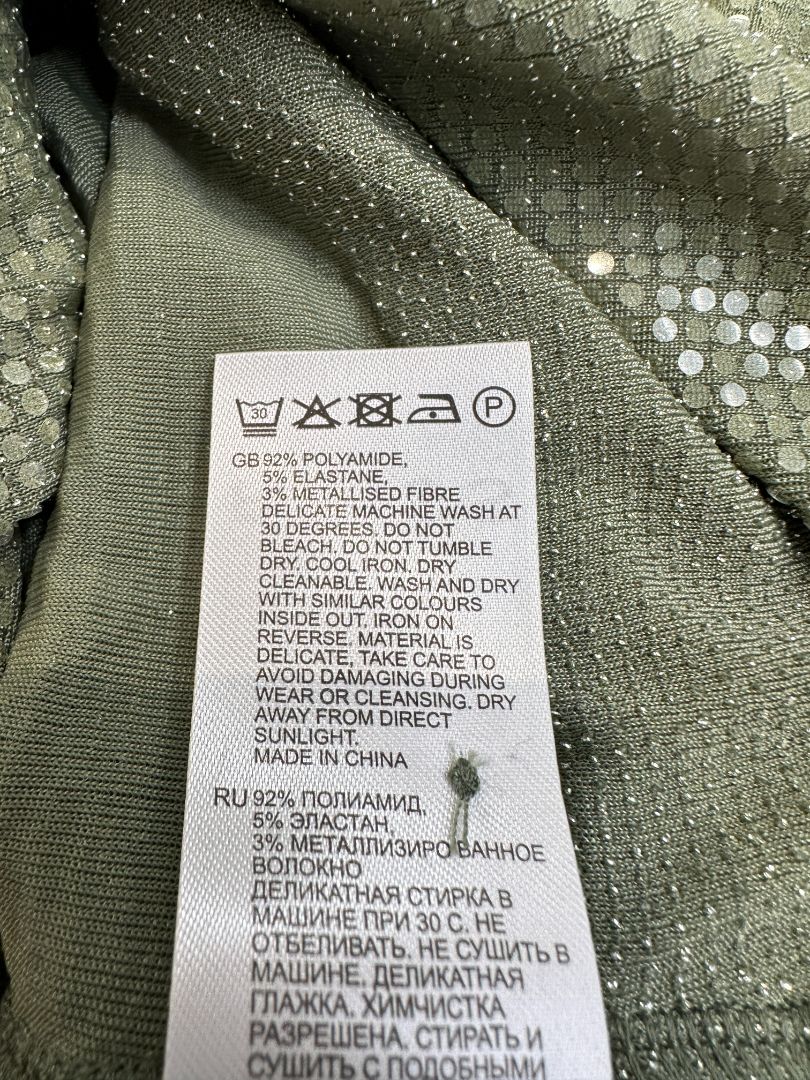 30 P
GB 92% POLYAMIDE,
5% ELASTANE,
3% METALLISED FIBRE
DELICATE MACHINE WASH AT
30 DEGREES. DO NOT
BLEACH. DO NOT TUMBLE
DRY. COOL IRON. DRY
CLEANABLE. WASH AND DRY
WITH SIMILAR COLOURS
INSIDE OUT. IRON ON
REVERSE. MATERIAL IS
DELICATE, TAKE CARE TO
AVOID DAMAGING DURING
WEAR OR CLEANSING. DRY
AWAY FROM DIRECT
SUNLIGHT.
MADE IN CHINA
RU 92% ПОЛИАМИД,
5% ЭЛАСТАН,
3% МЕТАЛЛИЗИРОВАННОЕ
ВОЛОКНО
ДЕЛИКАТНАЯ СТИРКА В
МАШИНЕ ПРИ 30 С. НЕ
ОТБЕЛИВАТЬ. НЕ СУШИТЬ В
МАШИНЕ. ДЕЛИКАТНАЯ
ГЛАЖКА. ХИМЧИСТКА
РАЗРЕШЕНА. СТИРАТЬ И
СУШИТЬ С ПОДОБНЫМИ